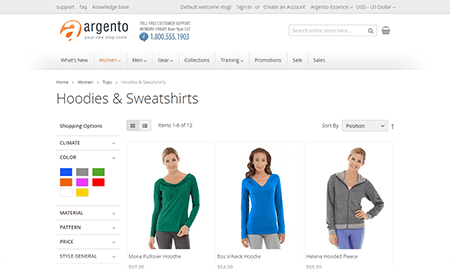 support faq knowledge base
Default welcome msg! Sign In or Create an Account Argento Essence USD - US Dollar
argento
your one stop store
TOLL-FREE CUSTOMER SUPPORT
MONDAY-FRIDAY 8am-9pm CST
1.800.555.1903
Search entire store here...
What's New Women Men Gear Collections Training Promotions Sale Sales
Home Women Tops Hoodies & Sweatshirts
Hoodies & Sweatshirts
Shopping Options
Items 1-6 of 12
Sort By Position
CLIMATE
COLOR
MATERIAL
PATTERN
PRICE
STYLE GENERAL
Mona Pullover Hoodlie Eos V-Neck Hoodie Helena Hooded Fleece
$57.00 $54.00 $55.00